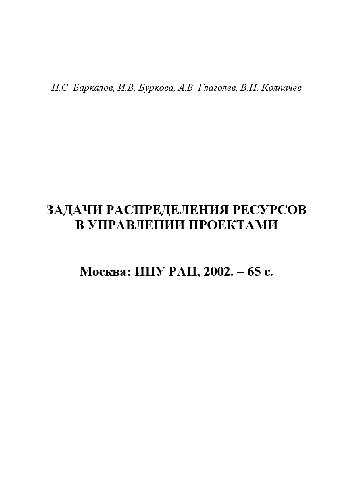 П.С. Баркалов, И.В. Буркова, А.В. Глаголев, В.Н. Колпачев
ЗАДАЧИ РАСПРЕДЕЛЕНИЯ РЕСУРСОВ
В УПРАВЛЕНИИ ПРОЕКТАМИ
Москва: ИПУ РАН, 2002. – 65 с.